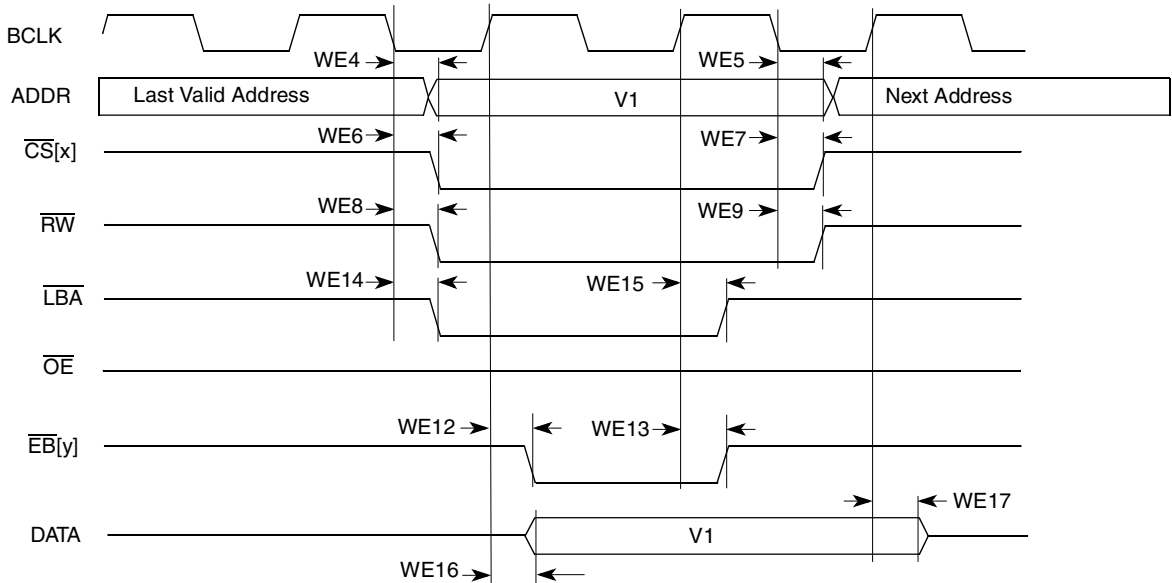 BCLK
WE4 WE5
ADDR Last Valid Address V1 Next Address
WE6 WE7
CS[x]
WE8 WE9
RW
WE14 WE15
LBA
OE
WE12 WE13
EB[y]
WE17
DATA V1
WE16